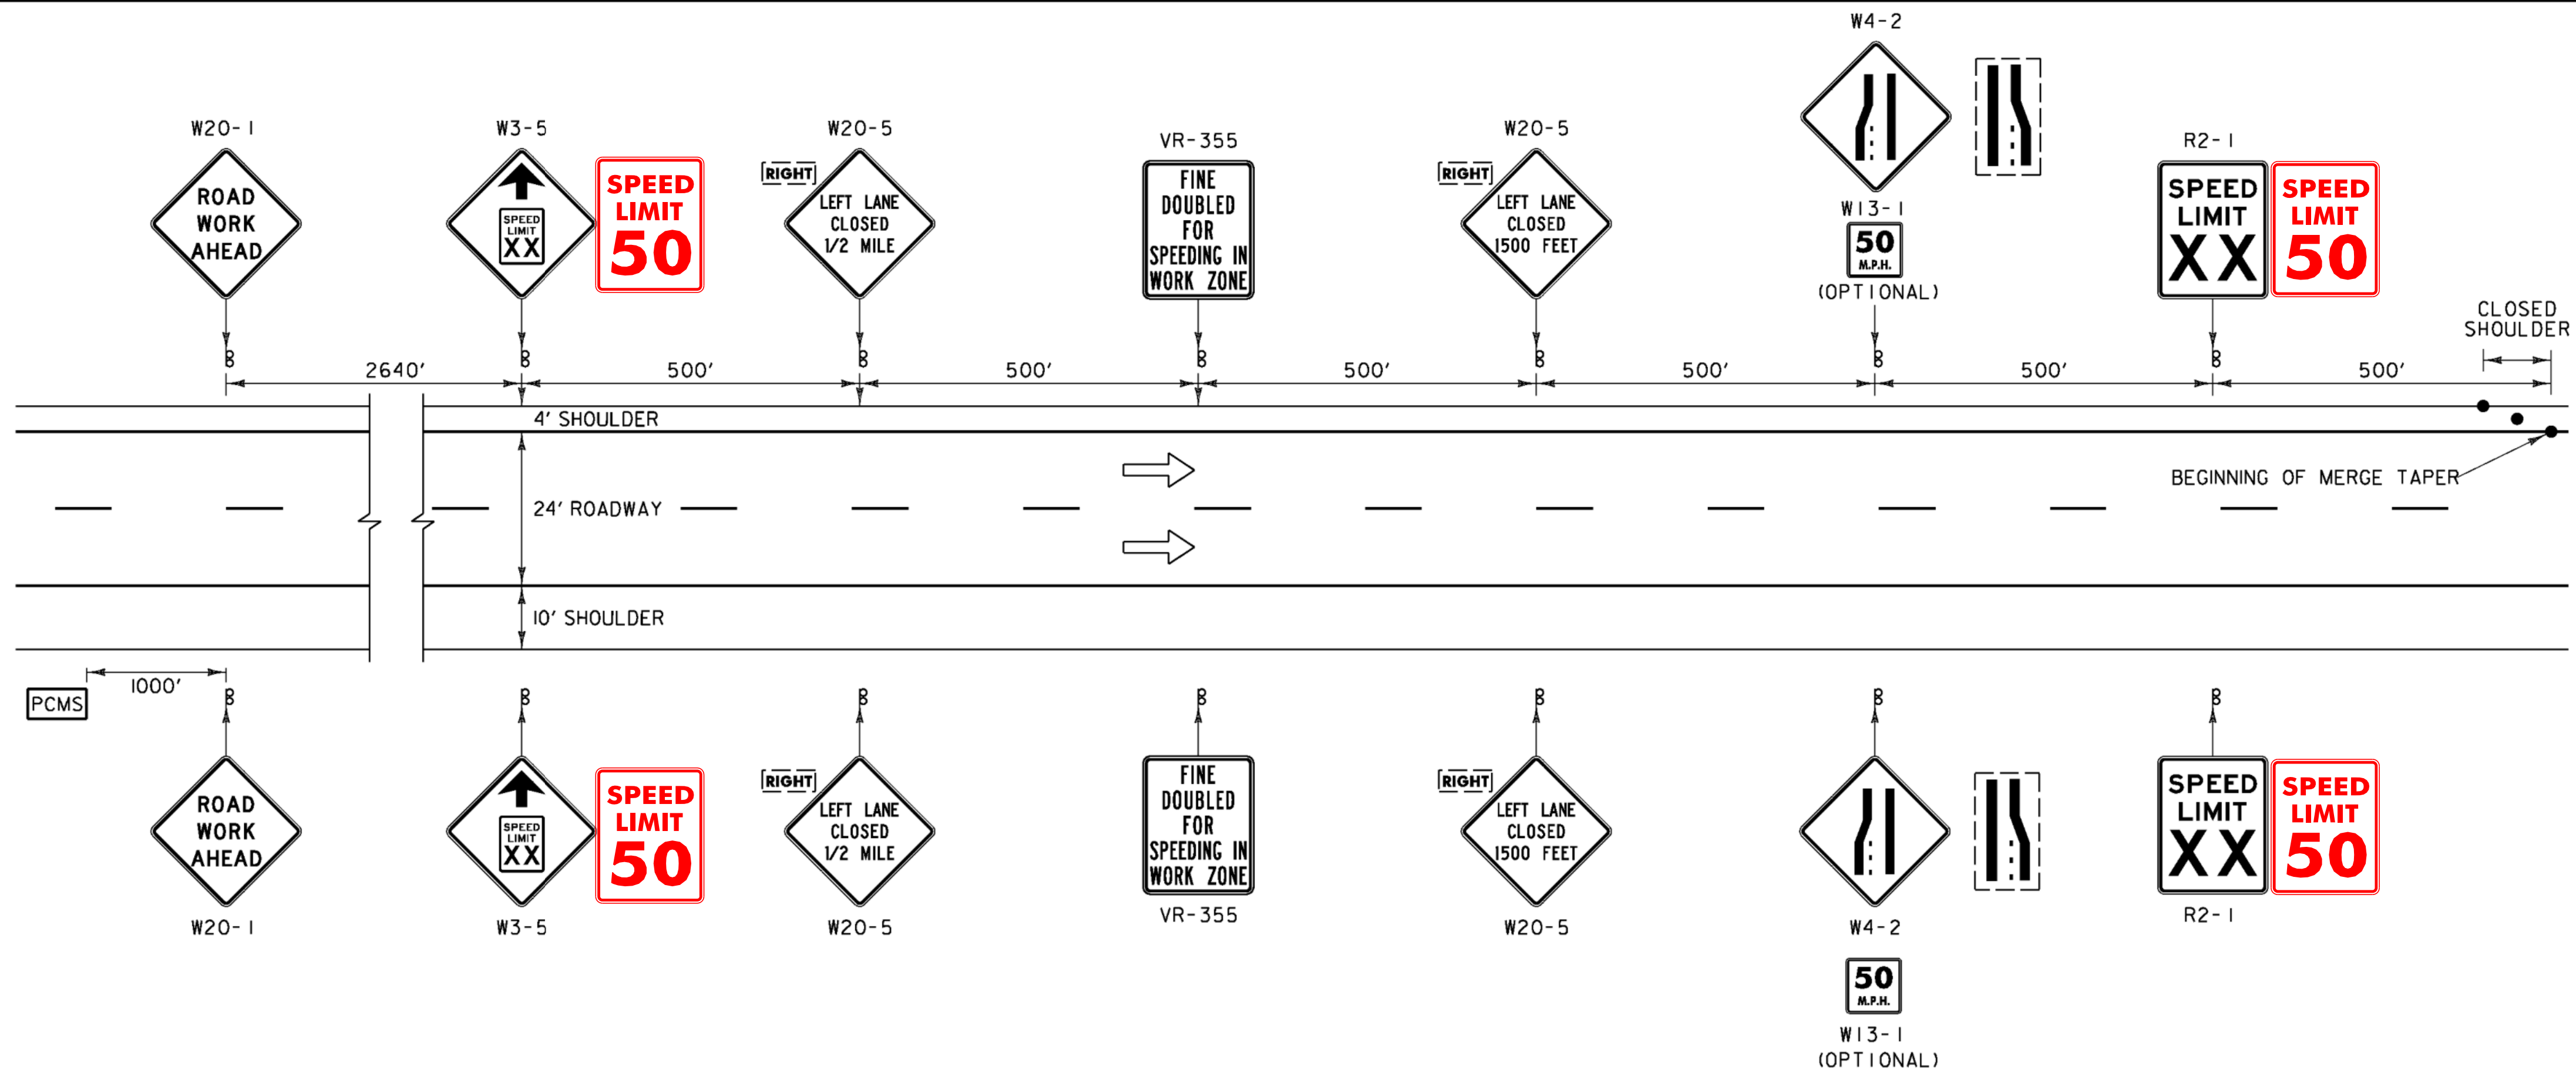 W4-2
W20-1
W3-5
W20-5
VR-355
W20-5
R2-1
ROAD
WORK
AHEAD
SPEED
LIMIT
XX
SPEED
LIMIT
50
RIGHT
LEFT LANE
CLOSED
1/2 MILE
FINE
DOUBLED
FOR
SPEEDING IN
WORK ZONE
RIGHT
LEFT LANE
CLOSED
1500 FEET
W13-1
50
M.P.H.
(OPTIONAL)
SPEED
LIMIT
XX
SPEED
LIMIT
50
CLOSED
SHOULDER
2640'
500'
500'
500'
500'
500'
500'
4' SHOULDER
BEGINNING OF MERGE TAPER
24' ROADWAY
10' SHOULDER
1000'
PCMS
ROAD
WORK
AHEAD
SPEED
LIMIT
XX
SPEED
LIMIT
50
RIGHT
LEFT LANE
CLOSED
1/2 MILE
FINE
DOUBLED
FOR
SPEEDING IN
WORK ZONE
RIGHT
LEFT LANE
CLOSED
1500 FEET
SPEED
LIMIT
XX
SPEED
LIMIT
50
W20-1
W3-5
W20-5
VR-355
W20-5
W4-2
R2-1
50
M.P.H.
W13-1
(OPTIONAL)